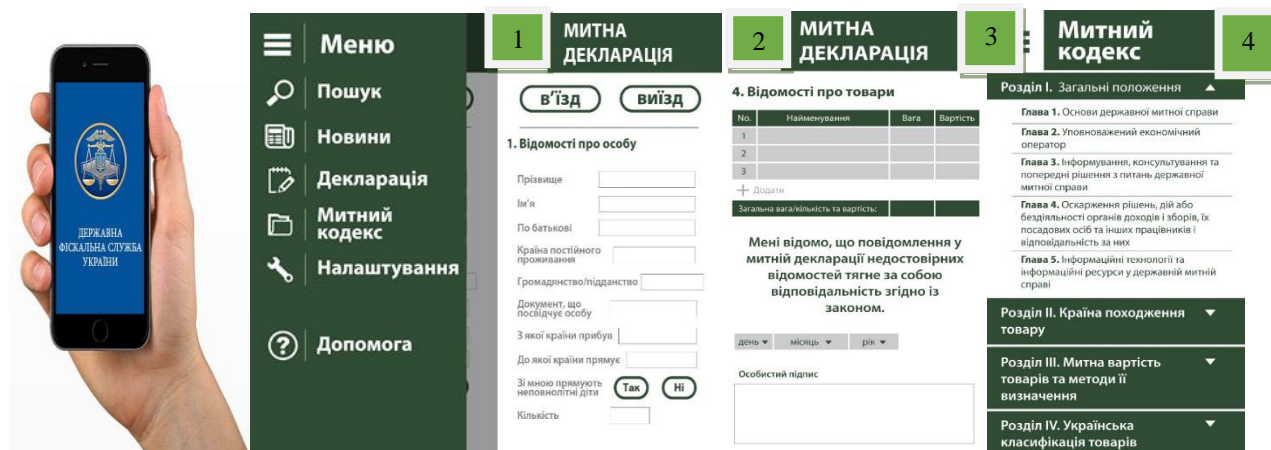 ДЕРЖАВНА
ФІСКАЛЬНА СЛУЖБА
УКРАЇНИ
Меню
Пошук
Новини
Декларація
Митний
кодекс
Налаштування
Допомога
1
МИТНА
ДЕКЛАРАЦІЯ
в'їзд
виїзд
1. Відомості про особу
Прізвище
Ім'я
По батькові
Країна постійного
проживання
Громадянство/підданство
Документ, що
посвідчує особу
З якої країни прибув
До якої країни прямує
Зі мною прямують
неповнолітні діти
Так
Ні
Кількість
2
МИТНА
ДЕКЛАРАЦІЯ
4. Відомості про товари
No. Найменування Вага Вартість
1
2
3
Додати
Загальна вага/кількість та вартість:
Мені відомо, що повідомлення у
митній декларації недостовірних
відомостей тягне за собою
відповідальність згідно із
законом.
день місяць рік
Особистий підпис
3
Митний
кодекс
4
Розділ I. Загальні положення
Глава 1. Основи державної митної справи
Глава 2. Уповноважений економічний
оператор
Глава 3. Інформування, консультування та
попередні рішення з питань державної
митної справи
Глава 4. Оскарження рішень, дій або
бездіяльності органів доходів і зборів, їх
посадових осіб та інших працівників і
відповідальність за них
Глава 5. Інформаційні технології та
інформаційні ресурси у державній митній
справі
Розділ II. Країна походження
товару
Розділ III. Митна вартість
товарів та методи її
визначення
Розділ IV. Українська
класифікація товарів